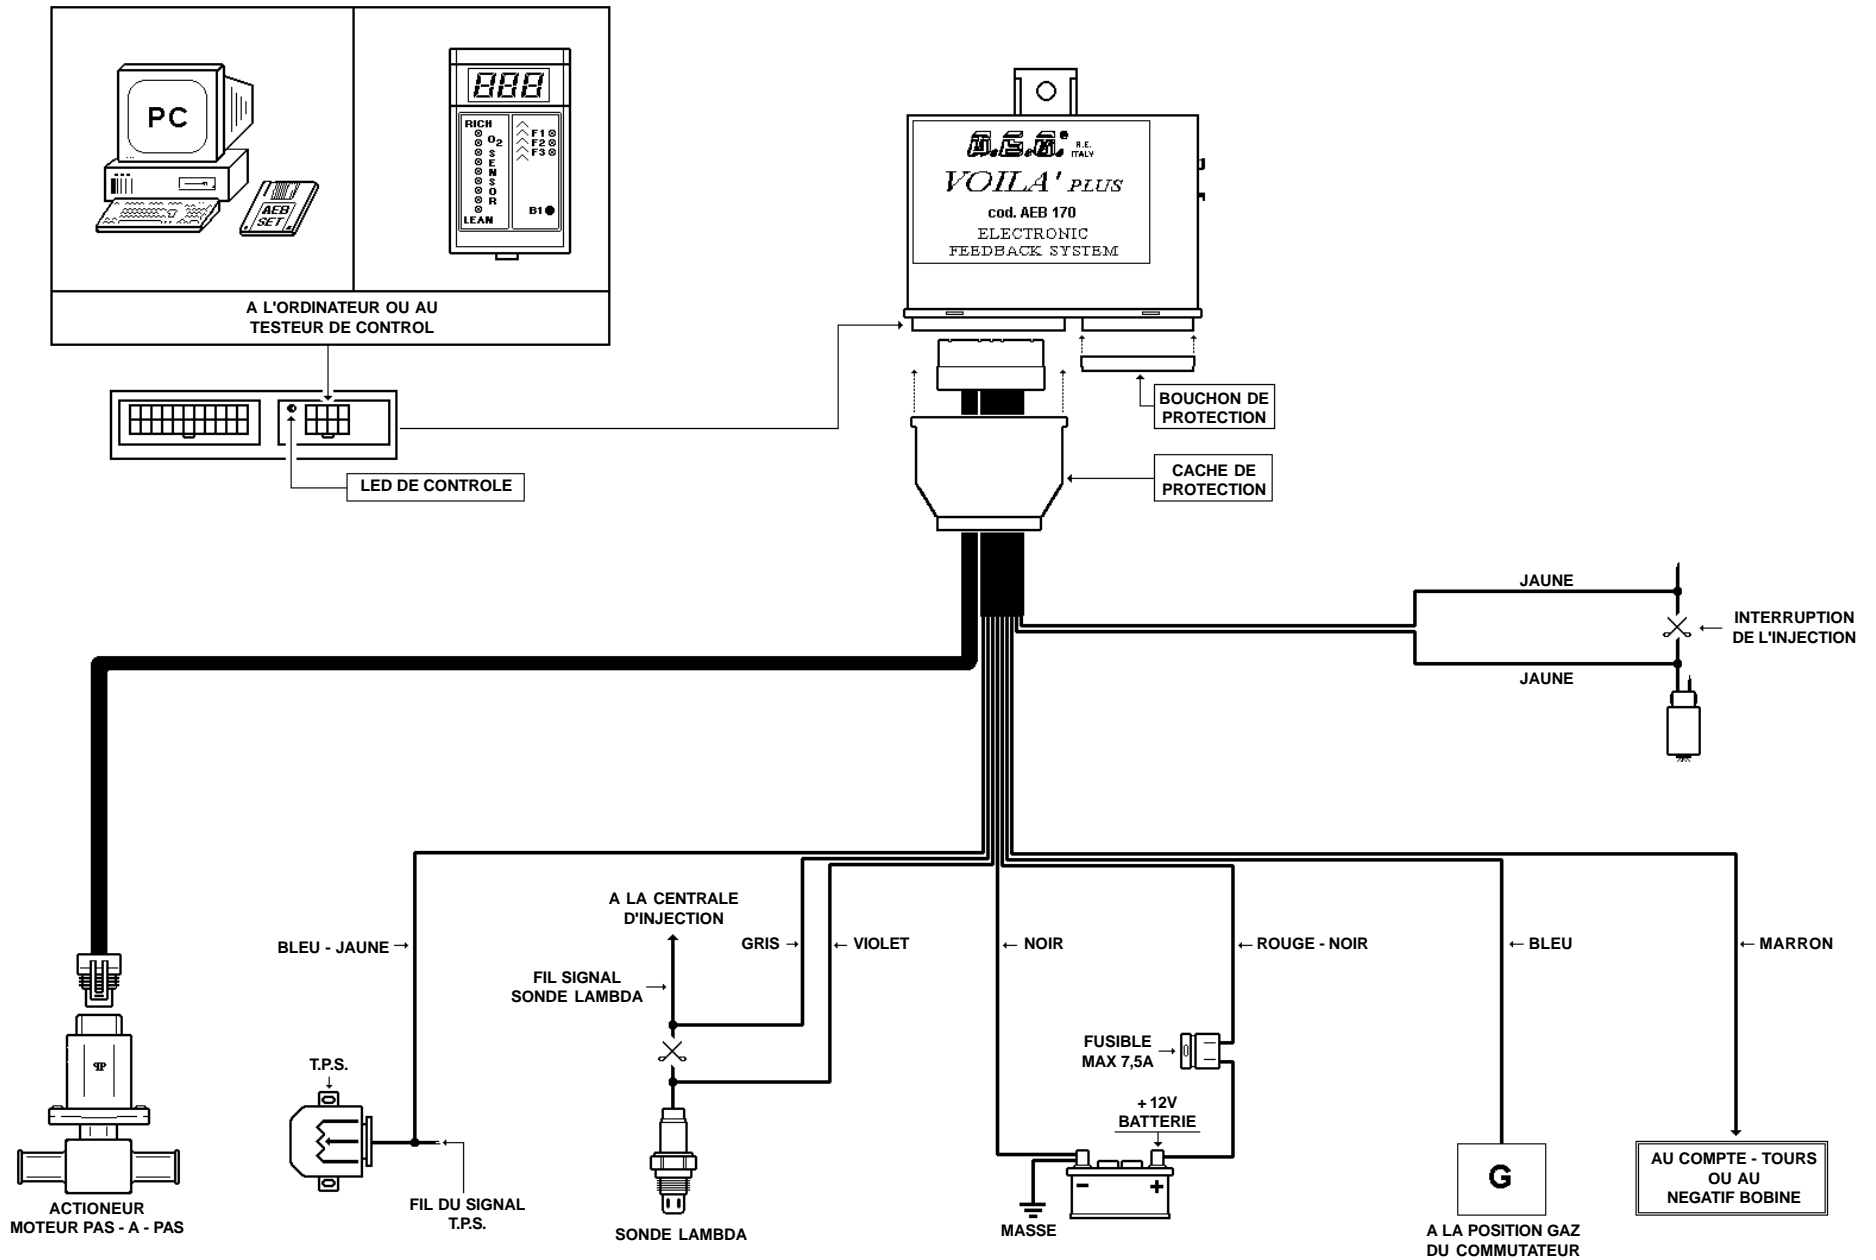 PC
AEB
SET
888
RICH
O2
SENSOR
LEAN
F1
F2
F3
B1
A L'ORDINATEUR OU AU
TESTEUR DE CONTROL
LED DE CONTROLE
A.E.B.
R.E.
ITALY
VOILA' PLUS
cod. AEB 170
ELECTRONIC
FEEDBACK SYSTEM
BOUCHON DE
PROTECTION
CACHE DE
PROTECTION
JAUNE
INTERRUPTION
DE L'INJECTION
JAUNE
A LA CENTRALE
D'INJECTION
BLEU - JAUNE
GRIS
VIOLET
NOIR
ROUGE - NOIR
BLEU
MARRON
FIL SIGNAL
SONDE LAMBDA
FUSIBLE
MAX 7,5A
T.P.S.
+ 12V
BATTERIE
- +
G
AU COMPTE - TOURS
OU AU
NEGATIF BOBINE
ACTIONEUR
MOTEUR PAS - A - PAS
FIL DU SIGNAL
T.P.S.
SONDE LAMBDA
MASSE
A LA POSITION GAZ
DU COMMUTATEUR